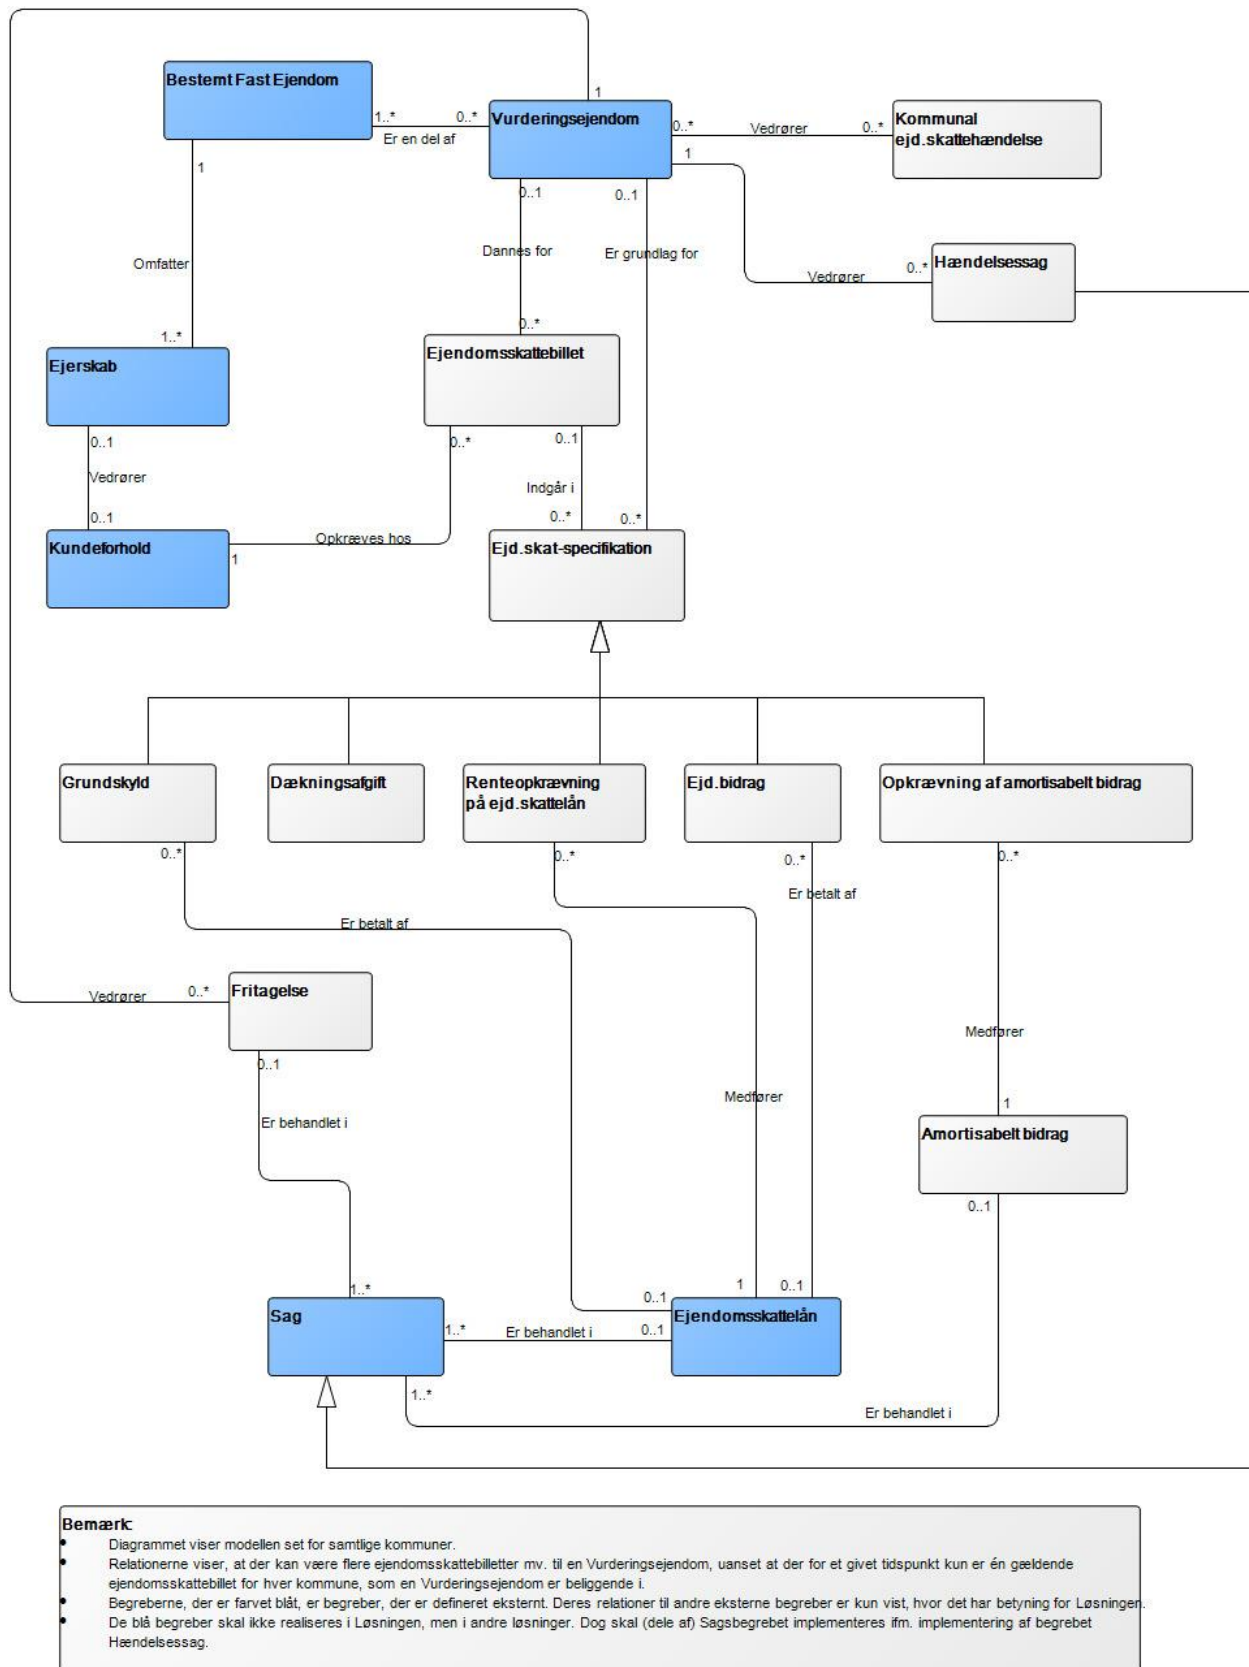 1
Bestemt Fast Ejendom
1..*
0..*
Er en del af
1
Vurderingsejendom
0..*
Vedrører
0..*
1
Kommunal
ejd.skattehændelse
0..1
0..1
Omfatter
Dannes for
Er grundlag for
Vedrører
0..*
Hændelsessag
1..*
0..*
Ejerskab
Ejendomsskattebillet
0..1
0..*
0..1
Vedrører
Indgår i
0..1
0..*
0..*
Kundeforhold
Opkræves hos
1
Ejd.skat-specifikation
Grundskyld
Dækningsafgift
Renteopkrævning
på ejd.skattelån
Ejd.bidrag
Opkrævning af amortisabelt bidrag
0..*
0..*
0..*
0..*
Er betalt af
Er betalt af
Vedrører
0..*
Fritagelse
0..1
Medfører
Medfører
1
Er behandlet i
Amortisabelt bidrag
0..1
1..*
1
0..1
0..1
Sag
1..*
Er behandlet i
0..1
Ejendomsskattelån
1..*
Er behandlet i
Bemærk:
• Diagrammet viser modellen set for samtlige kommuner.
• Relationerne viser, at der kan være flere ejendomsskattebilletter mv. til en Vurderingsejendom, uanset at der for et givet tidspunkt kun er én gældende
ejendomsskattebillet for hver kommune, som en Vurderingsejendom er beliggende i.
• Begreberne, der er farvet blåt, er begreber, der er defineret eksternt. Deres relationer til andre eksterne begreber er kun vist, hvor det har betyning for Løsningen.
• De blå begreber skal ikke realiseres i Løsningen, men i andre løsninger. Dog skal (dele af) Sagsbegrebet implementeres ifm. implementering af begrebet
Hændelsessag.